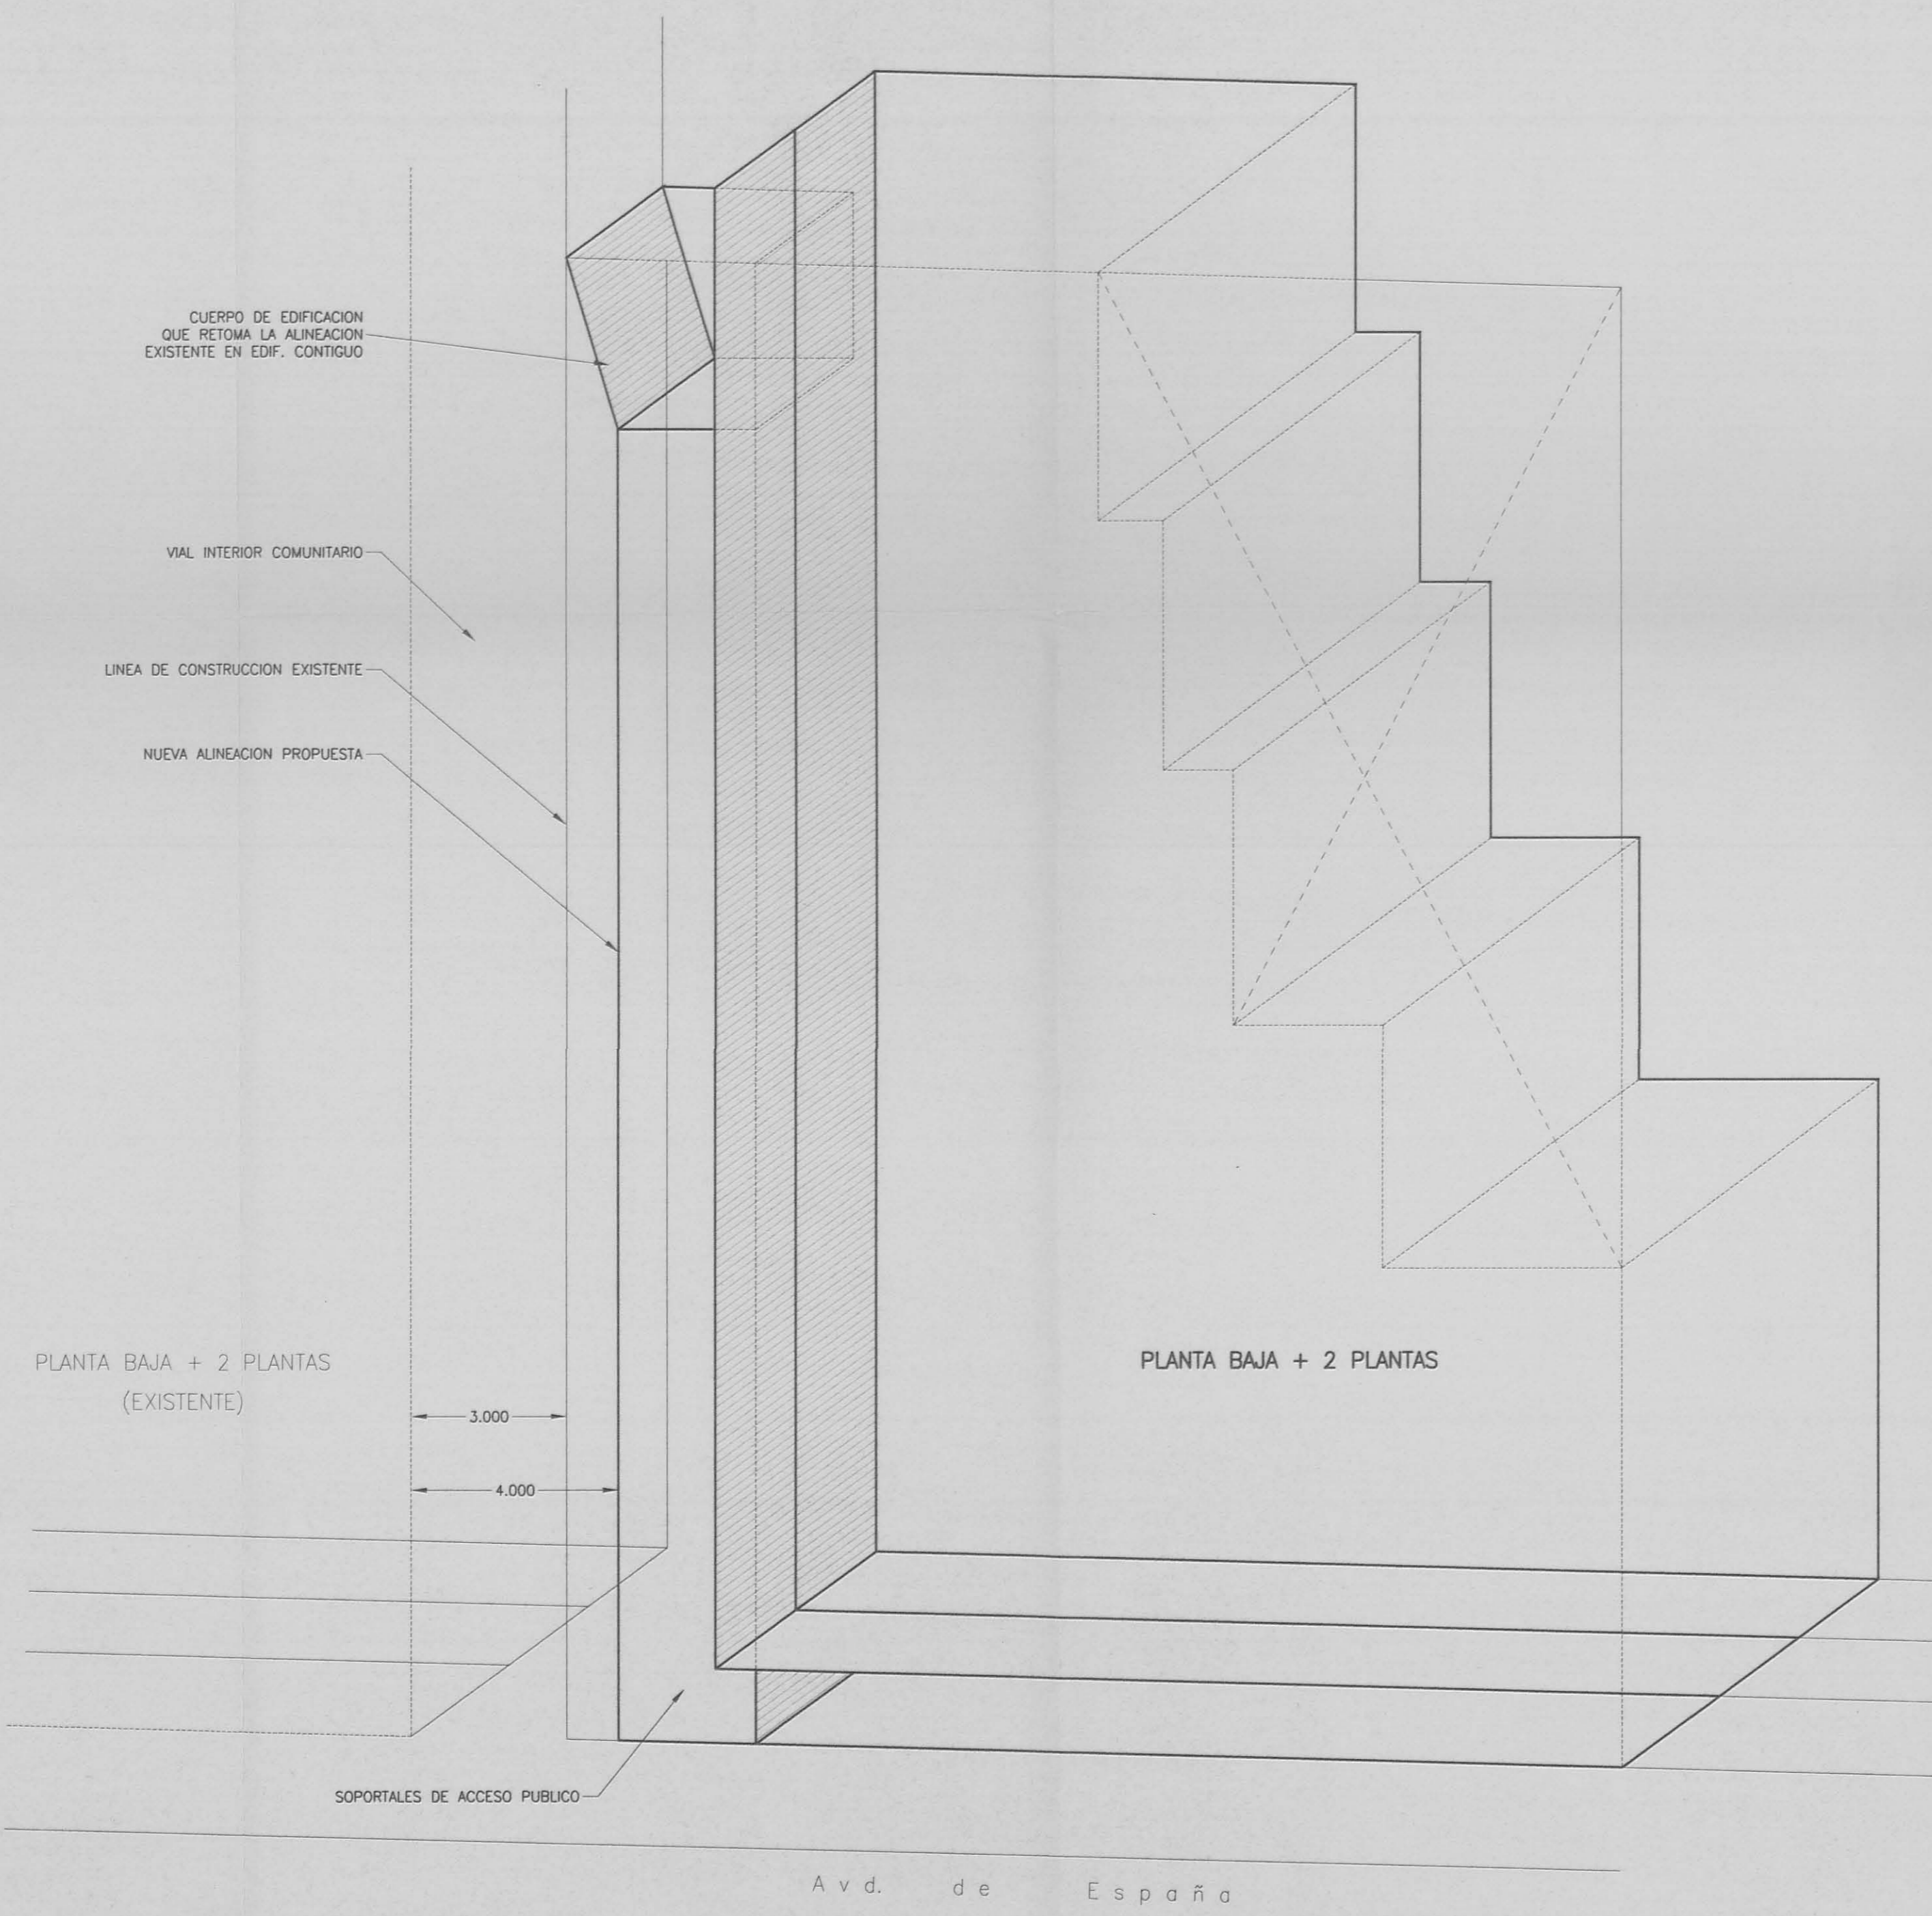 CUERPO DE EDIFICACION
QUE RETOMA LA ALINEACION
EXISTENTE EN EDIF. CONTIGUO
VIAL INTERIOR COMUNITARIO
LINEA DE CONSTRUCCION EXISTENTE
NUEVA ALINEACION PROPUESTA
PLANTA BAJA + 2 PLANTAS
(EXISTENTE)
PLANTA BAJA + 2 PLANTAS
3.000
4.000
SOPORTALES DE ACCESO PUBLICO
Avd. de España